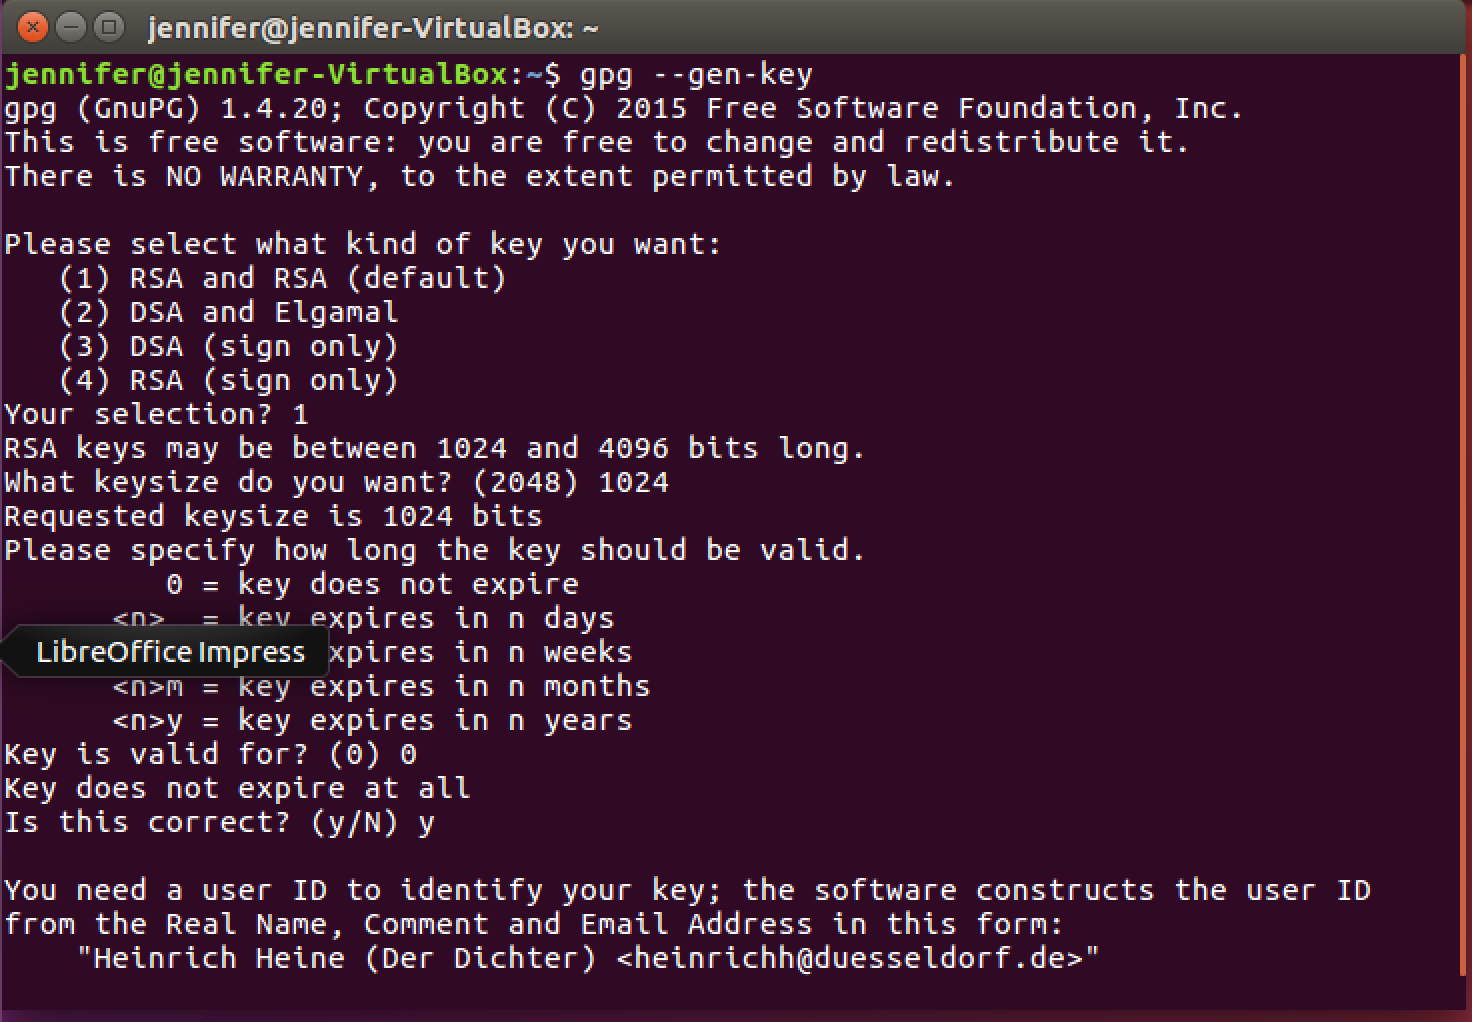 jennifer@jennifer-VirtualBox: ~
jennifer@jennifer-VirtualBox:~$ gpg --gen-key
gpg (GnuPG) 1.4.20; Copyright (C) 2015 Free Software Foundation, Inc.
This is free software: you are free to change and redistribute it.
There is NO WARRANTY, to the extent permitted by law.

Please select what kind of key you want:
   (1) RSA and RSA (default)
   (2) DSA and Elgamal
   (3) DSA (sign only)
   (4) RSA (sign only)
Your selection? 1
RSA keys may be between 1024 and 4096 bits long.
What keysize do you want? (2048) 1024
Requested keysize is 1024 bits
Please specify how long the key should be valid.
         0 = key does not expire
      <n>  = key expires in n days
LibreOffice Impress
xpires in n weeks
      <n>m = key expires in n months
      <n>y = key expires in n years
Key is valid for? (0) 0
Key does not expire at all
Is this correct? (y/N) y

You need a user ID to identify your key; the software constructs the user ID
from the Real Name, Comment and Email Address in this form:
    "Heinrich Heine (Der Dichter) <heinrichh@duesseldorf.de>"